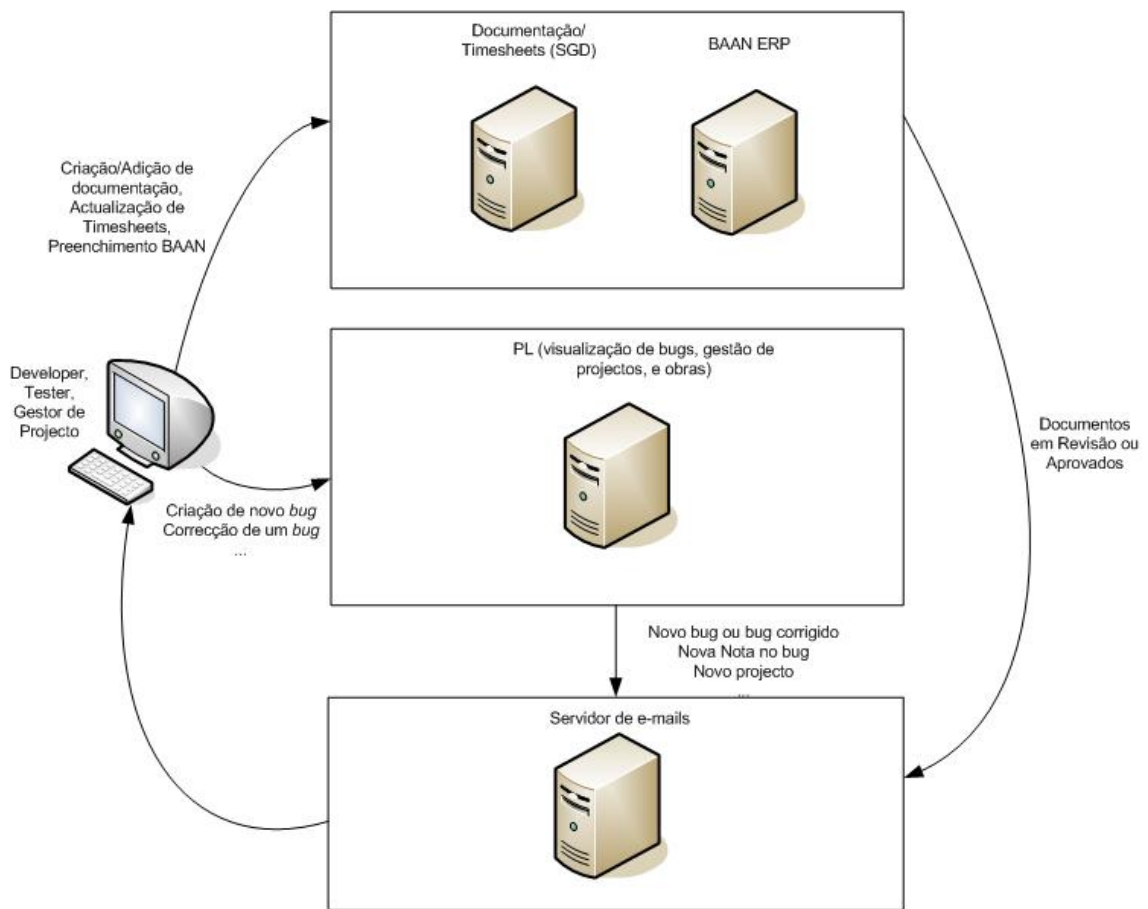 Documentação/
Timesheets (SGD)
BAAN ERP
Criação/Adição de
documentação,
Actualização de
Timesheets,
Preenchimento BAAN
PL (visualização de bugs, gestão de
projectos, e obras)
Developer,
Tester,
Gestor de
Projecto
Documentos
em Revisão ou
Aprovados
Criação de novo bug
Correcção de um bug
...
Novo bug ou bug corrigido
Nova Nota no bug
Novo projecto
...
Servidor de e-mails